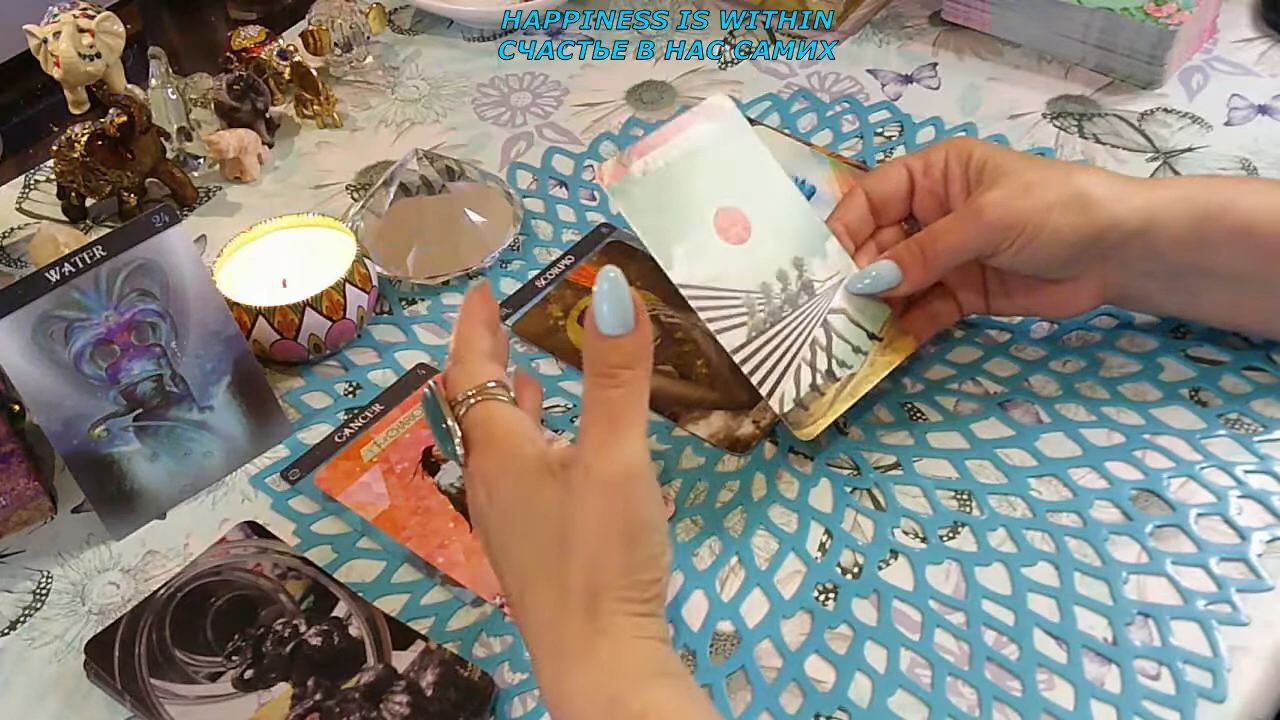 HAPPINESS IS WITHIN
СЧАСТЬЕ В НАС САМИХ
WATER
24
SCORPIO
CANCER